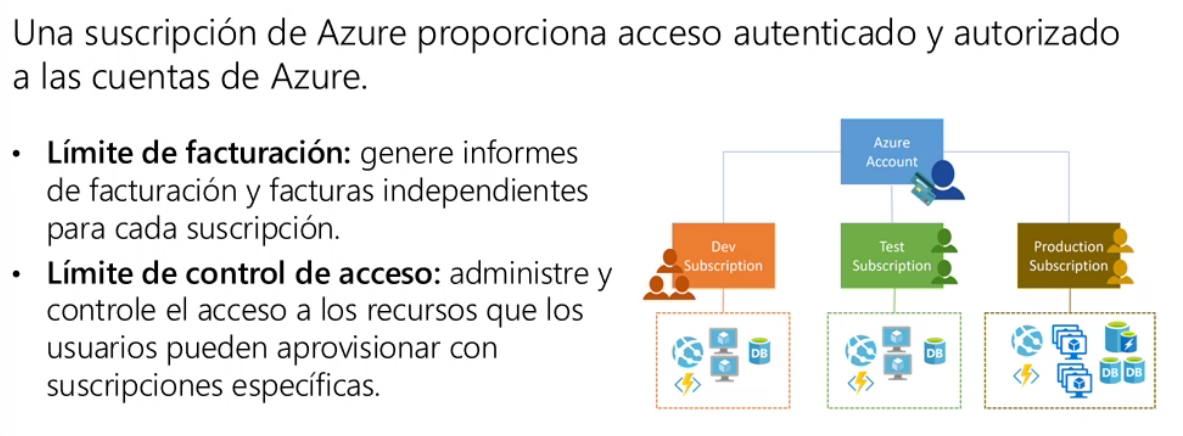 Una suscripción de Azure proporciona acceso autenticado y autorizado
a las cuentas de Azure.
• Límite de facturación: genere informes
de facturación y facturas independientes
para cada suscripción.
• Límite de control de acceso: administre y
controle el acceso a los recursos que los
usuarios pueden aprovisionar con
suscripciones específicas.
Azure
Account
Dev
Subscription
Test
Subscription
Production
Subscription
DB
DB
DB DB